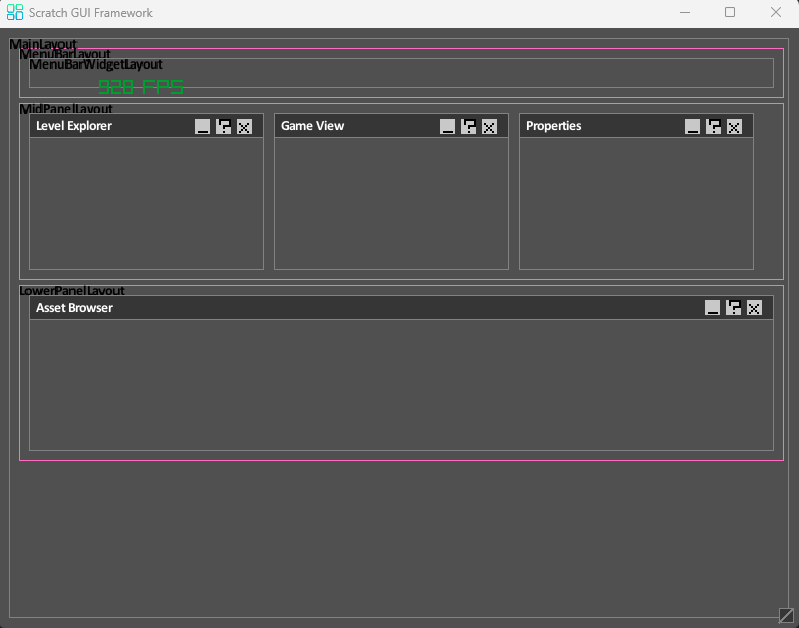 Scratch GUI Framework
MainLayout
MenuBarLayout
MenuBarWidgetLayout
928 FPS
MidPanelLayout
Level Explorer
Game View
Properties
LowerPanelLayout
Asset Browser